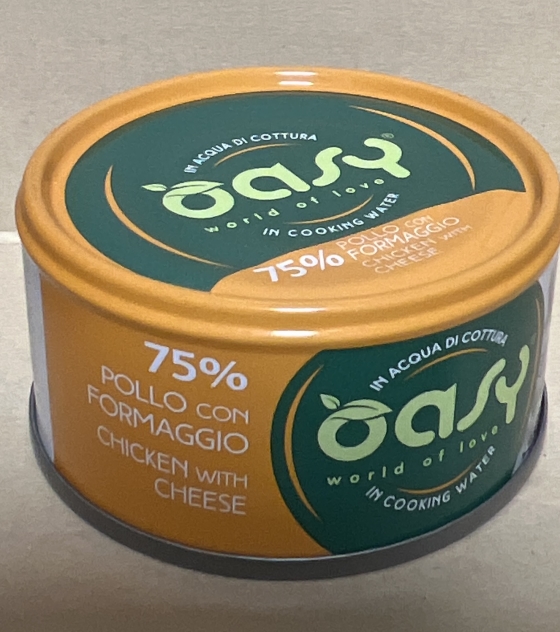 IN ACQUA DI COTTURA
Oasy®
world of love
IN COOKING WATER
75% POLLO CON
FORMAGGIO
CHICKEN WITH
CHEESE
75%
POLLO CON
FORMAGGIO
CHICKEN WITH
CHEESE
IN ACQUA DI COTTURA
Oasy
world of love
IN COOKING WATER